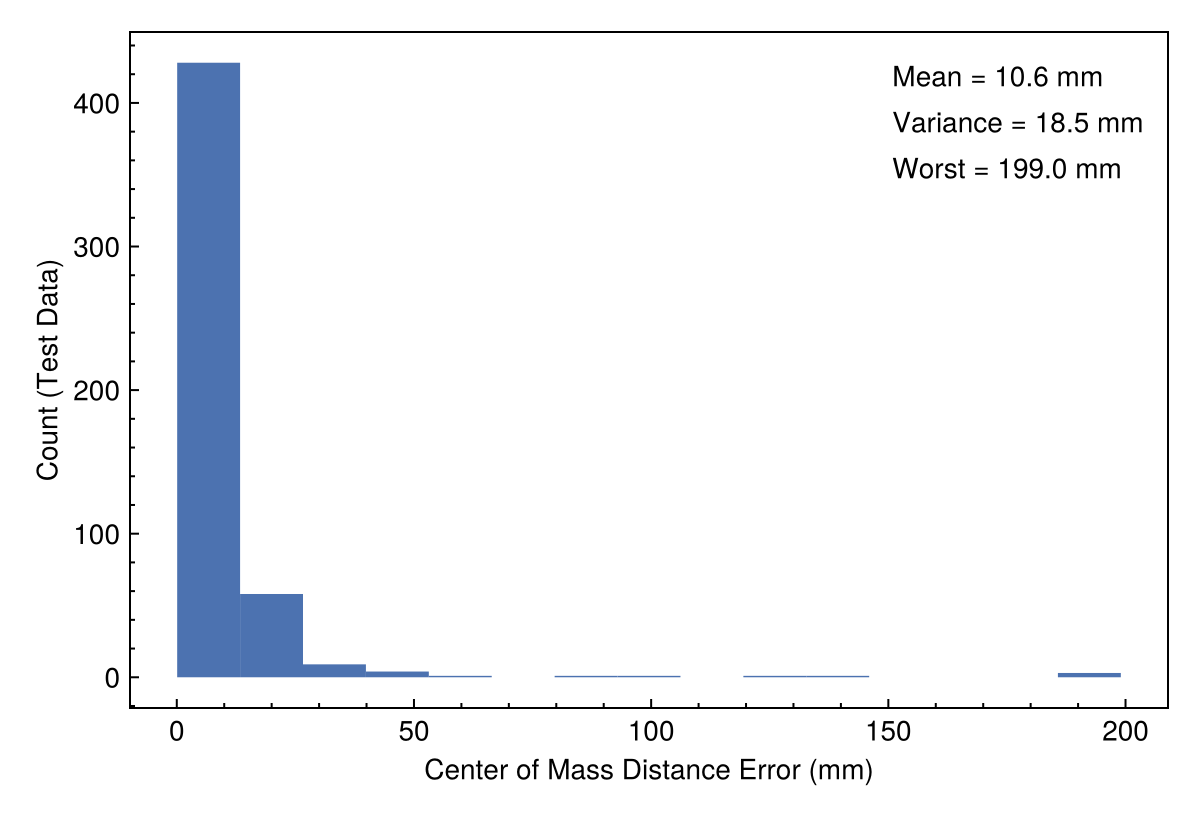 Mean = 10.6 mm
Variance = 18.5 mm
Worst = 199.0 mm
Count (Test Data)
400
300
200
100
0
0 50 100 150 200
Center of Mass Distance Error (mm)